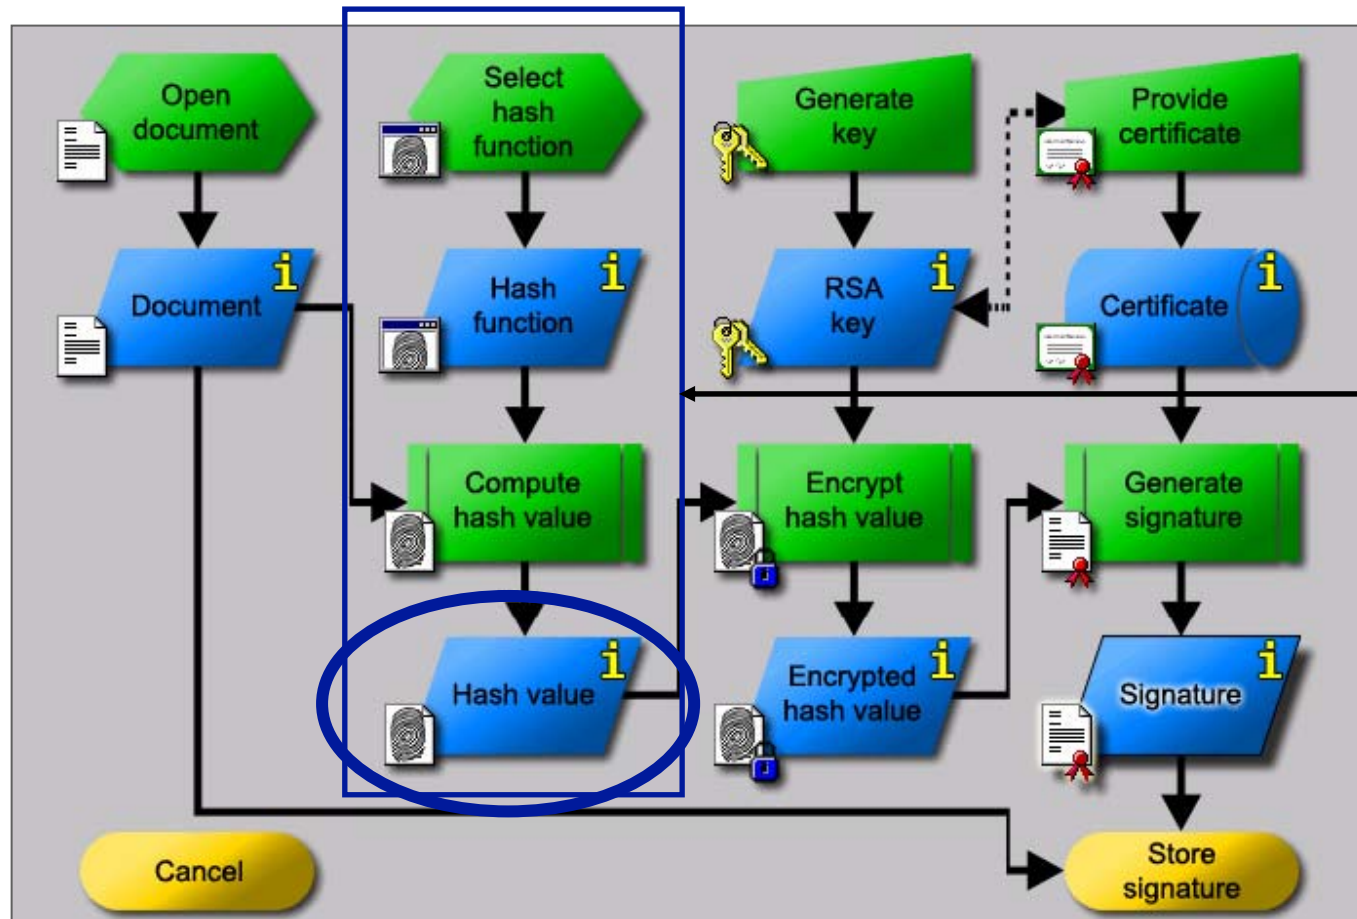 Open
document
Select
hash
function
Generate
key
Provide
certificate
Document
i
Hash
function
i
RSA
key
i
Certificate
i
Compute
hash value
Encrypt
hash value
Generate
signature
Hash value
i
Encrypted
hash value
i
Signature
i
Cancel
Store
signature